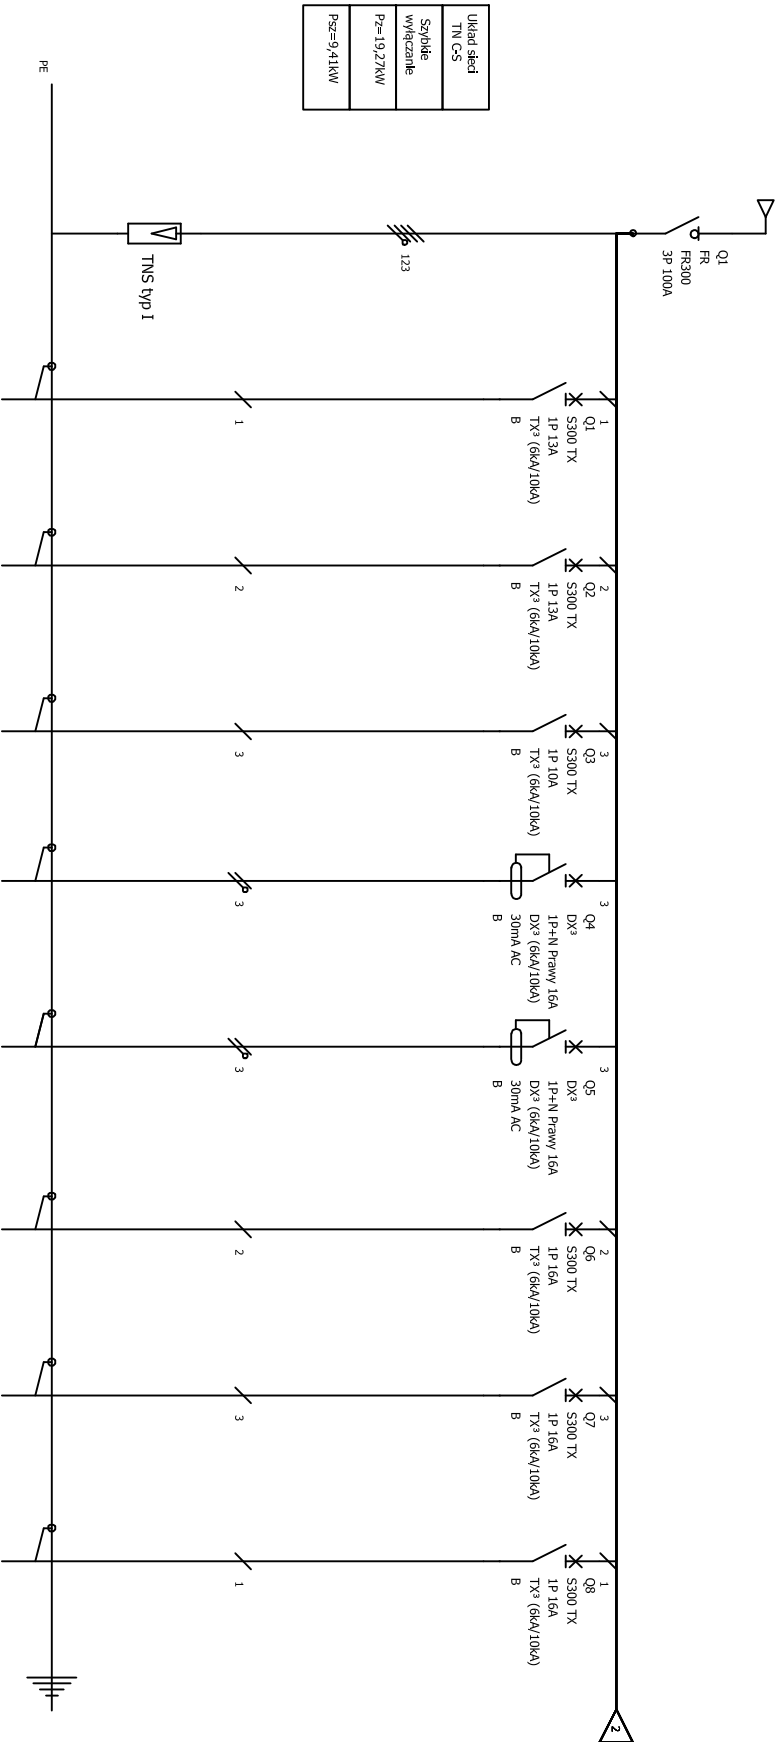 Układ sieci
TN C-S
Szybkie
wyłączanie
Pz=19,27kW
Psz=9,41kW
PE
Q1
FR
FR300
3P 100A
123
TNS typ I
1
Q1
S300 TX
1P 13A
TX³ (6kA/10kA)
B
1
2
Q2
S300 TX
1P 13A
TX³ (6kA/10kA)
B
2
3
Q3
S300 TX
1P 10A
TX³ (6kA/10kA)
B
3
3
Q4
DX³
1P+N Prawy 16A
DX³ (6kA/10kA)
30mA AC
B
3
3
Q5
DX³
1P+N Prawy 16A
DX³ (6kA/10kA)
30mA AC
B
3
2
Q6
S300 TX
1P 16A
TX³ (6kA/10kA)
B
2
3
Q7
S300 TX
1P 16A
TX³ (6kA/10kA)
B
3
1
Q8
S300 TX
1P 16A
TX³ (6kA/10kA)
B
1
2